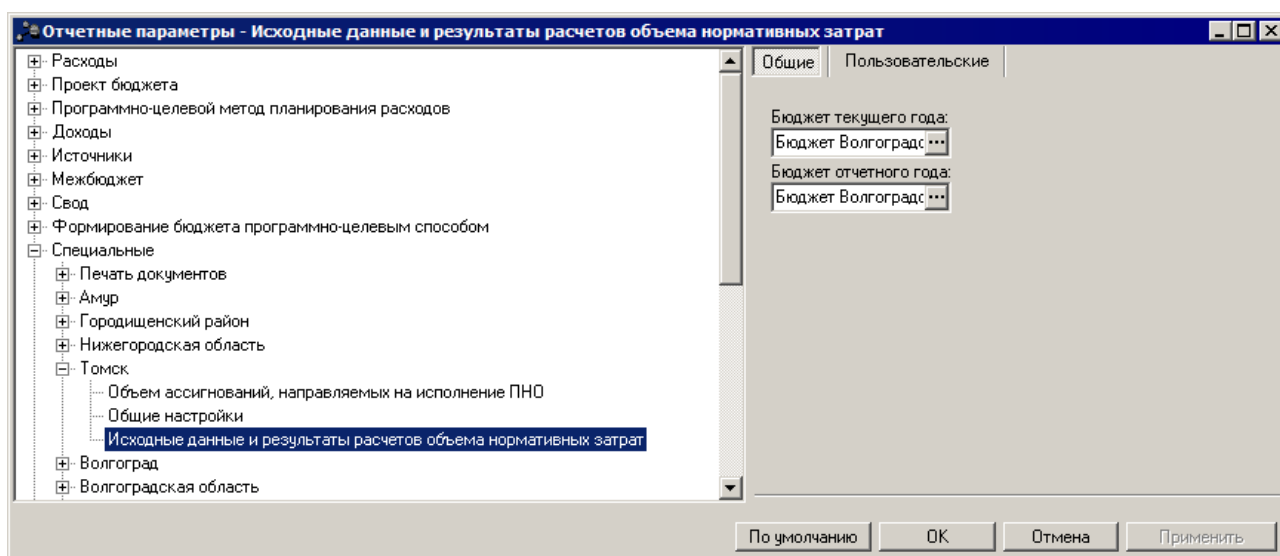 Отчетные параметры - Исходные данные и результаты расчетов объема нормативных затрат
Расходы
Проект бюджета
Программно-целевой метод планирования расходов
Доходы
Источники
Межбюджет
Свод
Формирование бюджета программно-целевым способом
Специальные
Печать документов
Амур
Городищенский район
Нижегородская область
Томск
Объем ассигнований, направляемых на исполнение ПНО
Общие настройки
Исходные данные и результаты расчетов объема нормативных затрат
Волгоград
Волгоградская область
Общие Пользовательские
Бюджет текущего года:
Бюджет Волгоградс ...
Бюджет отчетного года:
Бюджет Волгоградс ...
По умолчанию OK Отмена Применить